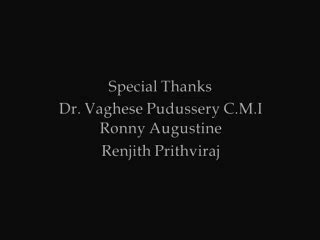 Special Thanks
Dr. Vaghese Pudussery C.M.I
Ronny Augustine
Renjith Prithviraj